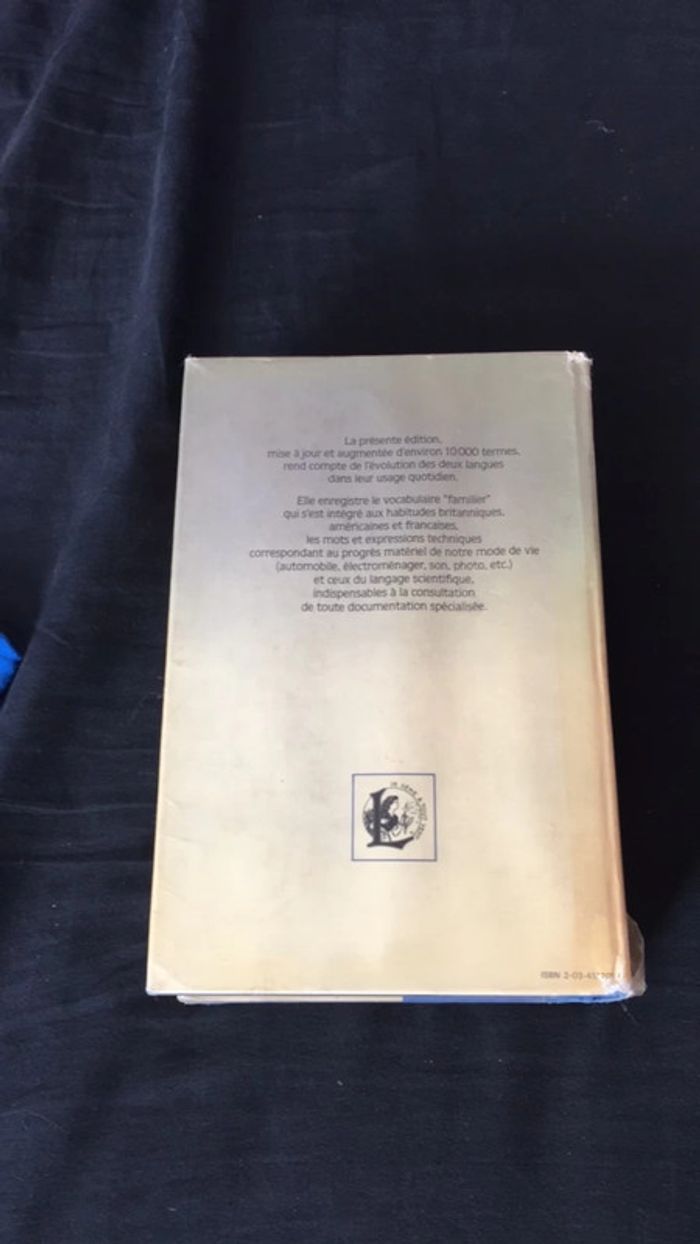 La présente édition,
mise à jour et augmentée d'environ 10 000 termes,
rend compte de l'évolution des deux langues
dans leur usage quotidien.
Elle enregistre le vocabulaire "familier"
qui s'est intégré aux habitudes britanniques,
américaines et françaises,
les mots et expressions techniques
correspondant au progrès matériel de notre mode de vie
(automobile, électroménager, son, photo, etc.)
et ceux du langage scientifique,
indispensables à la consultation
de toute documentation spécialisée.
L
ISBN 2-03-